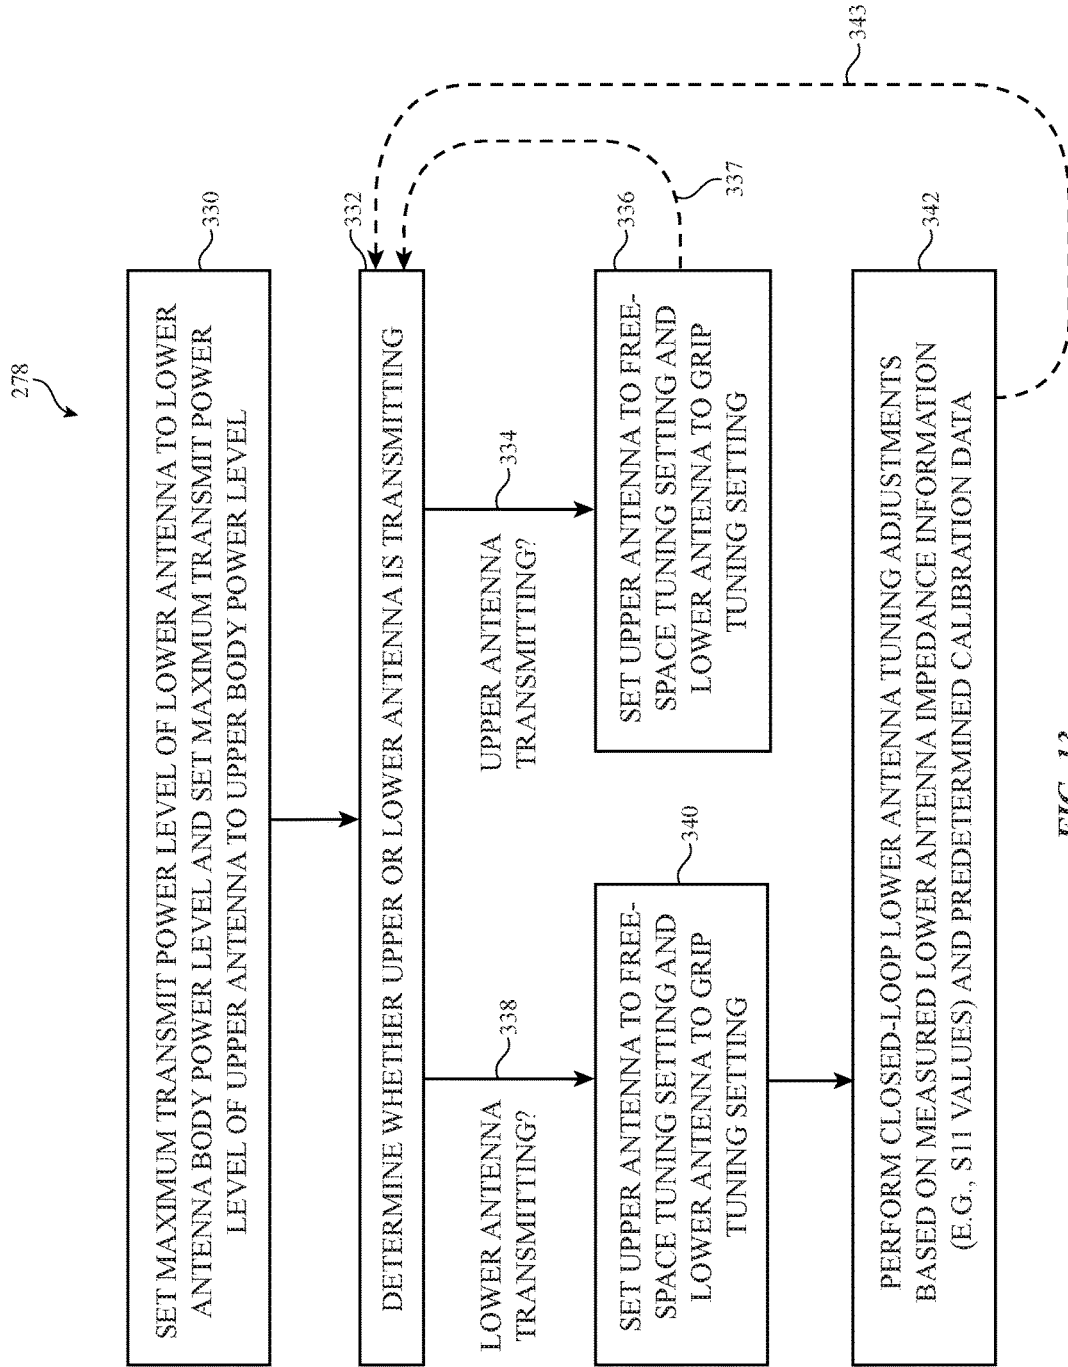 278
330
SET MAXIMUM TRANSMIT POWER LEVEL OF LOWER ANTENNA TO LOWER
ANTENNA BODY POWER LEVEL AND SET MAXIMUM TRANSMIT POWER
LEVEL OF UPPER ANTENNA TO UPPER BODY POWER LEVEL
332
DETERMINE WHETHER UPPER OR LOWER ANTENNA IS TRANSMITTING
LOWER ANTENNA
TRANSMITTING?
338
UPPER ANTENNA
TRANSMITTING?
334
340
SET UPPER ANTENNA TO FREE-
SPACE TUNING SETTING AND
LOWER ANTENNA TO GRIP
TUNING SETTING
336
SET UPPER ANTENNA TO FREE-
SPACE TUNING SETTING AND
LOWER ANTENNA TO GRIP
TUNING SETTING
337
343
342
PERFORM CLOSED-LOOP LOWER ANTENNA TUNING ADJUSTMENTS
BASED ON MEASURED LOWER ANTENNA IMPEDANCE INFORMATION
(E.G., S11 VALUES) AND PREDETERMINED CALIBRATION DATA
FIG.